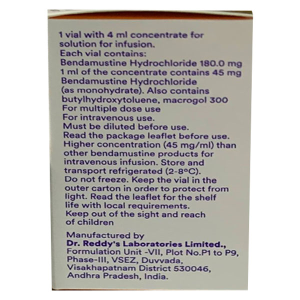 1 vial with 4 ml concentrate for
solution for infusion.
Each vial contains:
Bendamustine Hydrochloride 180.0 mg
1 ml of the concentrate contains 45 mg
Bendamustine Hydrochloride
(as monohydrate). Also contains
butylhydroxytoluene, macrogol 300
For multiple dose use
For intravenous use.
Must be diluted before use.
Read the package leaflet before use.
Higher concentration (45 mg/ml) than
other bendamustine products for
intravenous infusion. Store and
transport refrigerated (2-8°C).
Do not freeze. Keep the vial in the
outer carton in order to protect from
light. Read the leaflet for the shelf
life with local requirements.
Keep out of the sight and reach
of children
Manufactured by
Dr. Reddy's Laboratories Limited.,
Formulation Unit -VII, Plot No.P1 to P9,
Phase-III, VSEZ, Duvvada,
Visakhapatnam District 530046,
Andhra Pradesh, India.